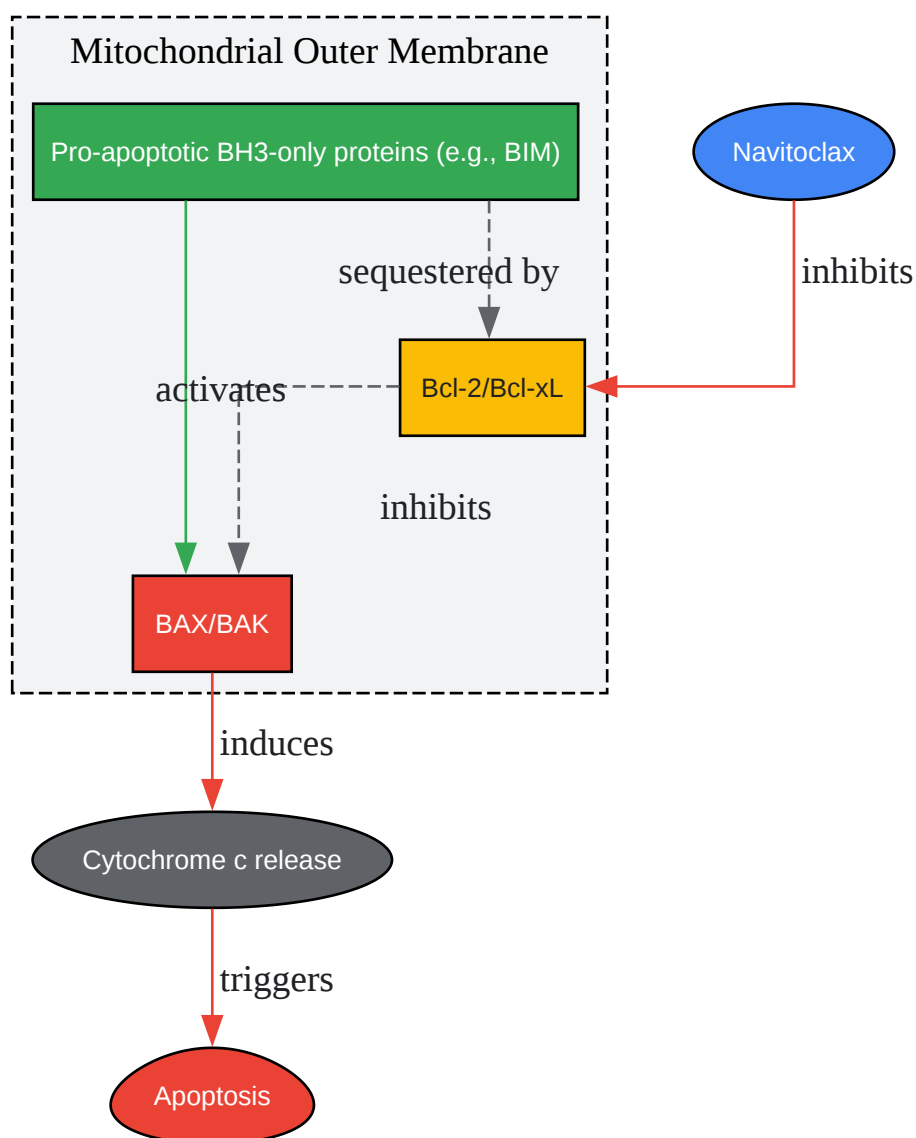 Mitochondrial Outer Membrane
Pro-apoptotic BH3-only proteins (e.g., BIM)
Navitoclax
sequestered by
inhibits
activates
Bcl-2/Bcl-xL
inhibits
BAX/BAK
induces
Cytochrome c release
triggers
Apoptosis